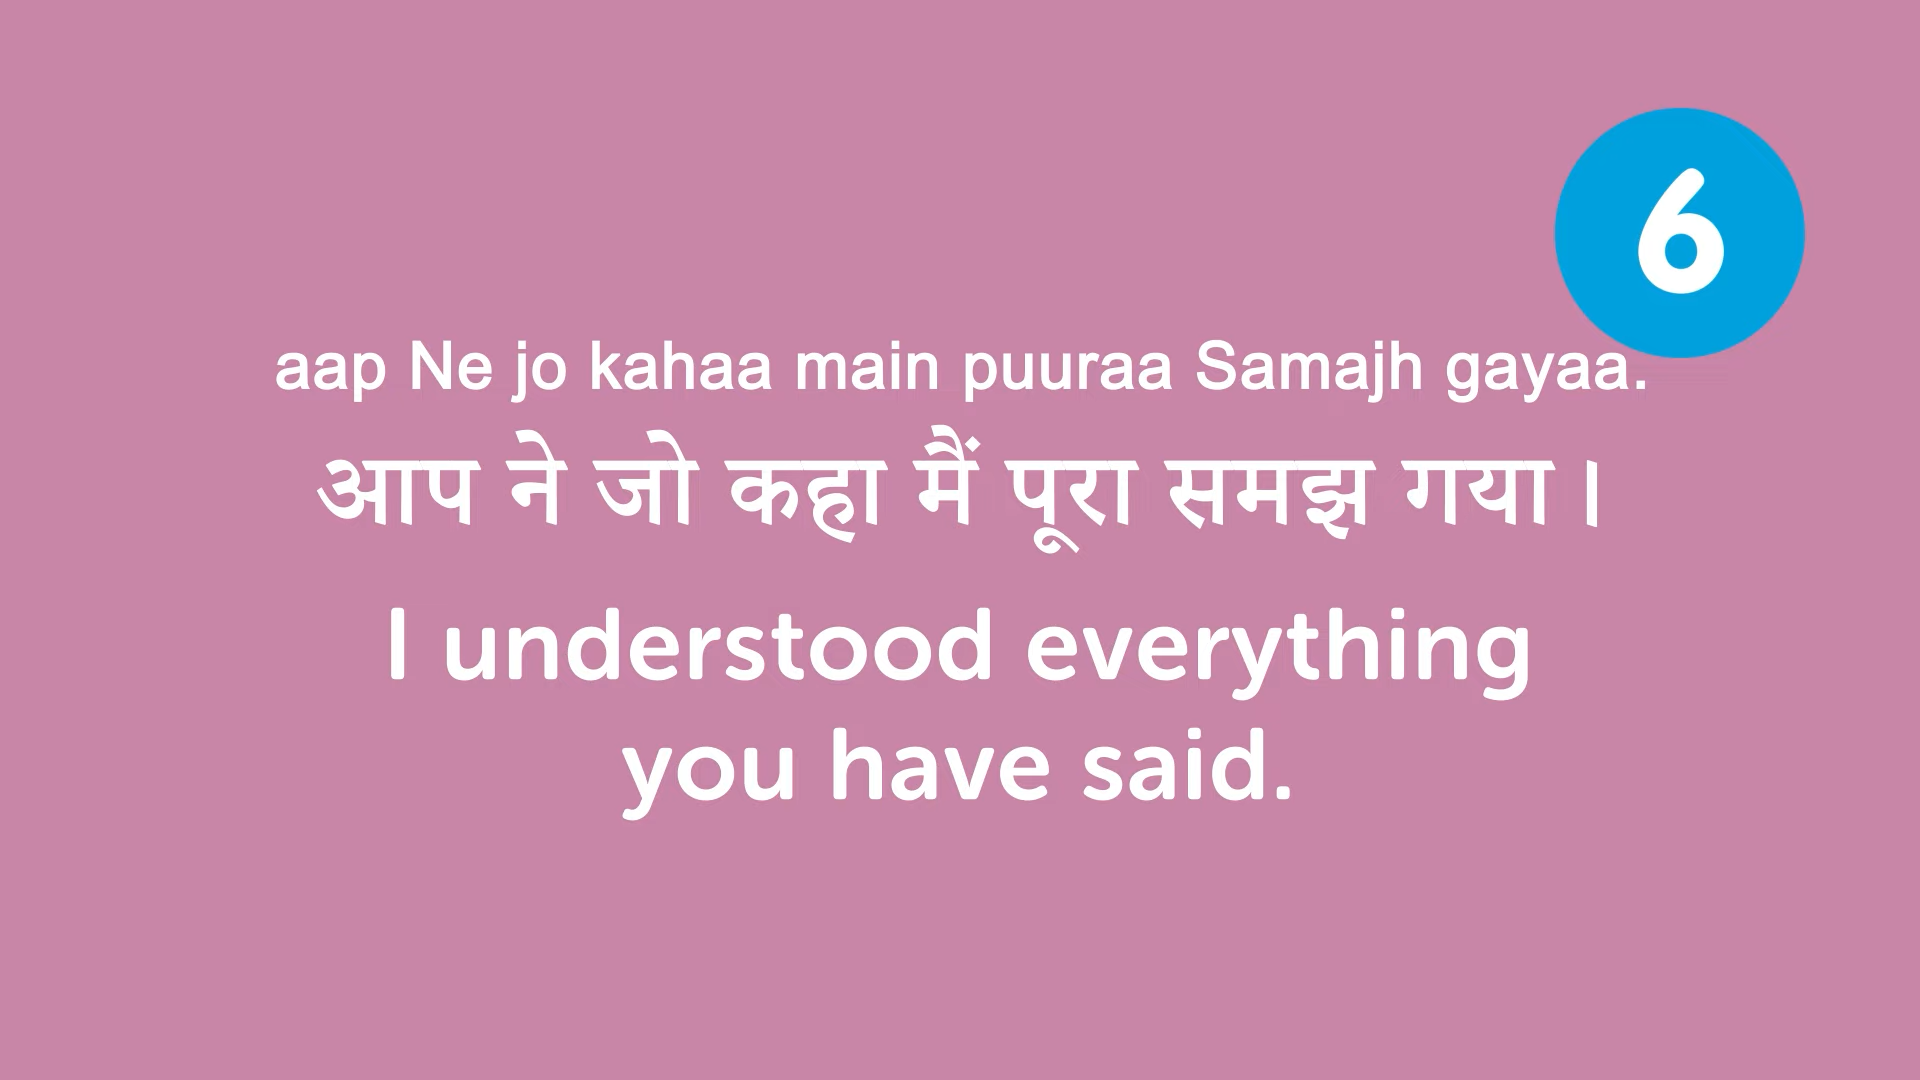 6
aap Ne jo kahaa main puuraa Samajh gayaa.
आप ने जो कहा मैं पूरा समझ गया।
I understood everything
you have said.